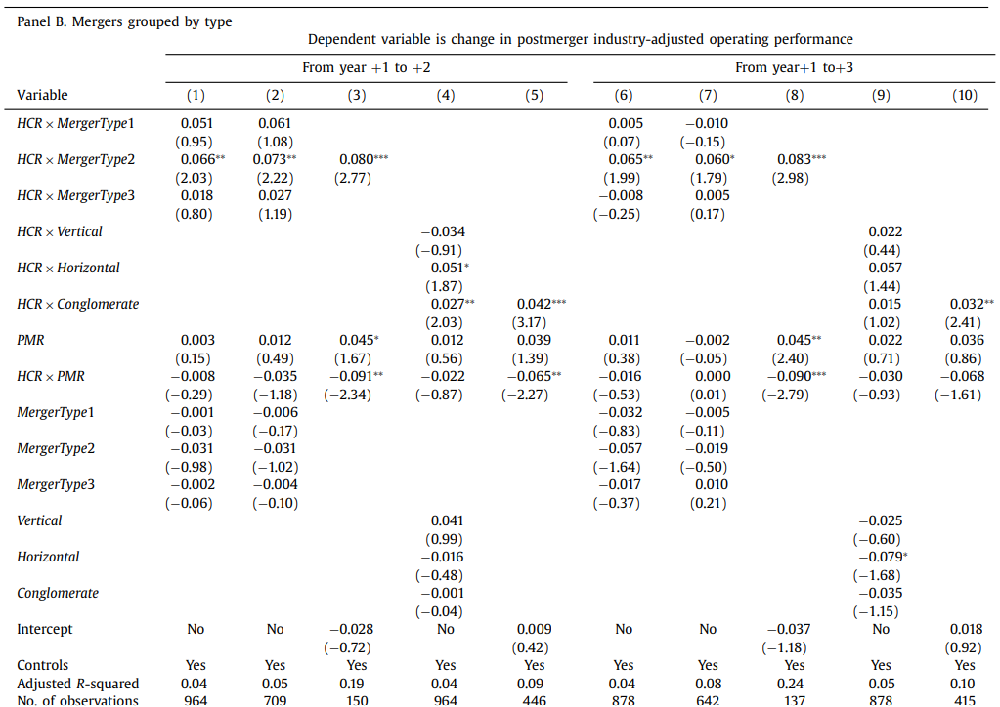 Panel B. Mergers grouped by type
Dependent variable is change in postmerger industry-adjusted operating performance
From year +1 to +2 From year+1 to+3
Variable (1) (2) (3) (4) (5) (6) (7) (8) (9) (10)
HCR × MergerType1 0.051 0.061 0.005 −0.010
(0.95) (1.08) (0.07) (−0.15)
HCR × MergerType2 0.066** 0.073** 0.080*** 0.065** 0.060* 0.083***
(2.03) (2.22) (2.77) (1.99) (1.79) (2.98)
HCR × MergerType3 0.018 0.027 −0.008 0.005
(0.80) (1.19) (−0.25) (0.17)
HCR × Vertical −0.034 0.022
(−0.91) (0.44)
HCR × Horizontal 0.051* 0.057
(1.87) (1.44)
HCR × Conglomerate 0.027** 0.042*** 0.015 0.032**
(2.03) (3.17) (1.02) (2.41)
PMR 0.003 0.012 0.045* 0.012 0.039 0.011 −0.002 0.045** 0.022 0.036
(0.15) (0.49) (1.67) (0.56) (1.39) (0.38) (−0.05) (2.40) (0.71) (0.86)
HCR × PMR −0.008 −0.035 −0.091** −0.022 −0.065** −0.016 0.000 −0.090*** −0.030 −0.068
(−0.29) (−1.18) (−2.34) (−0.87) (−2.27) (−0.53) (0.01) (−2.79) (−0.93) (−1.61)
MergerType1 −0.001 −0.006 −0.032 −0.005
(−0.03) (−0.17) (−0.83) (−0.11)
MergerType2 −0.031 −0.031 −0.057 −0.019
(−0.98) (−1.02) (−1.64) (−0.50)
MergerType3 −0.002 −0.004 −0.017 0.010
(−0.06) (−0.10) (−0.37) (0.21)
Vertical 0.041 −0.025
(0.99) (−0.60)
Horizontal −0.016 −0.079*
(−0.48) (−1.68)
Conglomerate −0.001 −0.035
(−0.04) (−1.15)
Intercept No No −0.028 No 0.009 No No −0.037 No 0.018
(−0.72) (0.42) (−1.18) (0.92)
Controls Yes Yes Yes Yes Yes Yes Yes Yes Yes Yes
Adjusted R-squared 0.04 0.05 0.19 0.04 0.09 0.04 0.08 0.24 0.05 0.10
No. of observations 964 709 150 964 446 878 642 137 878 415